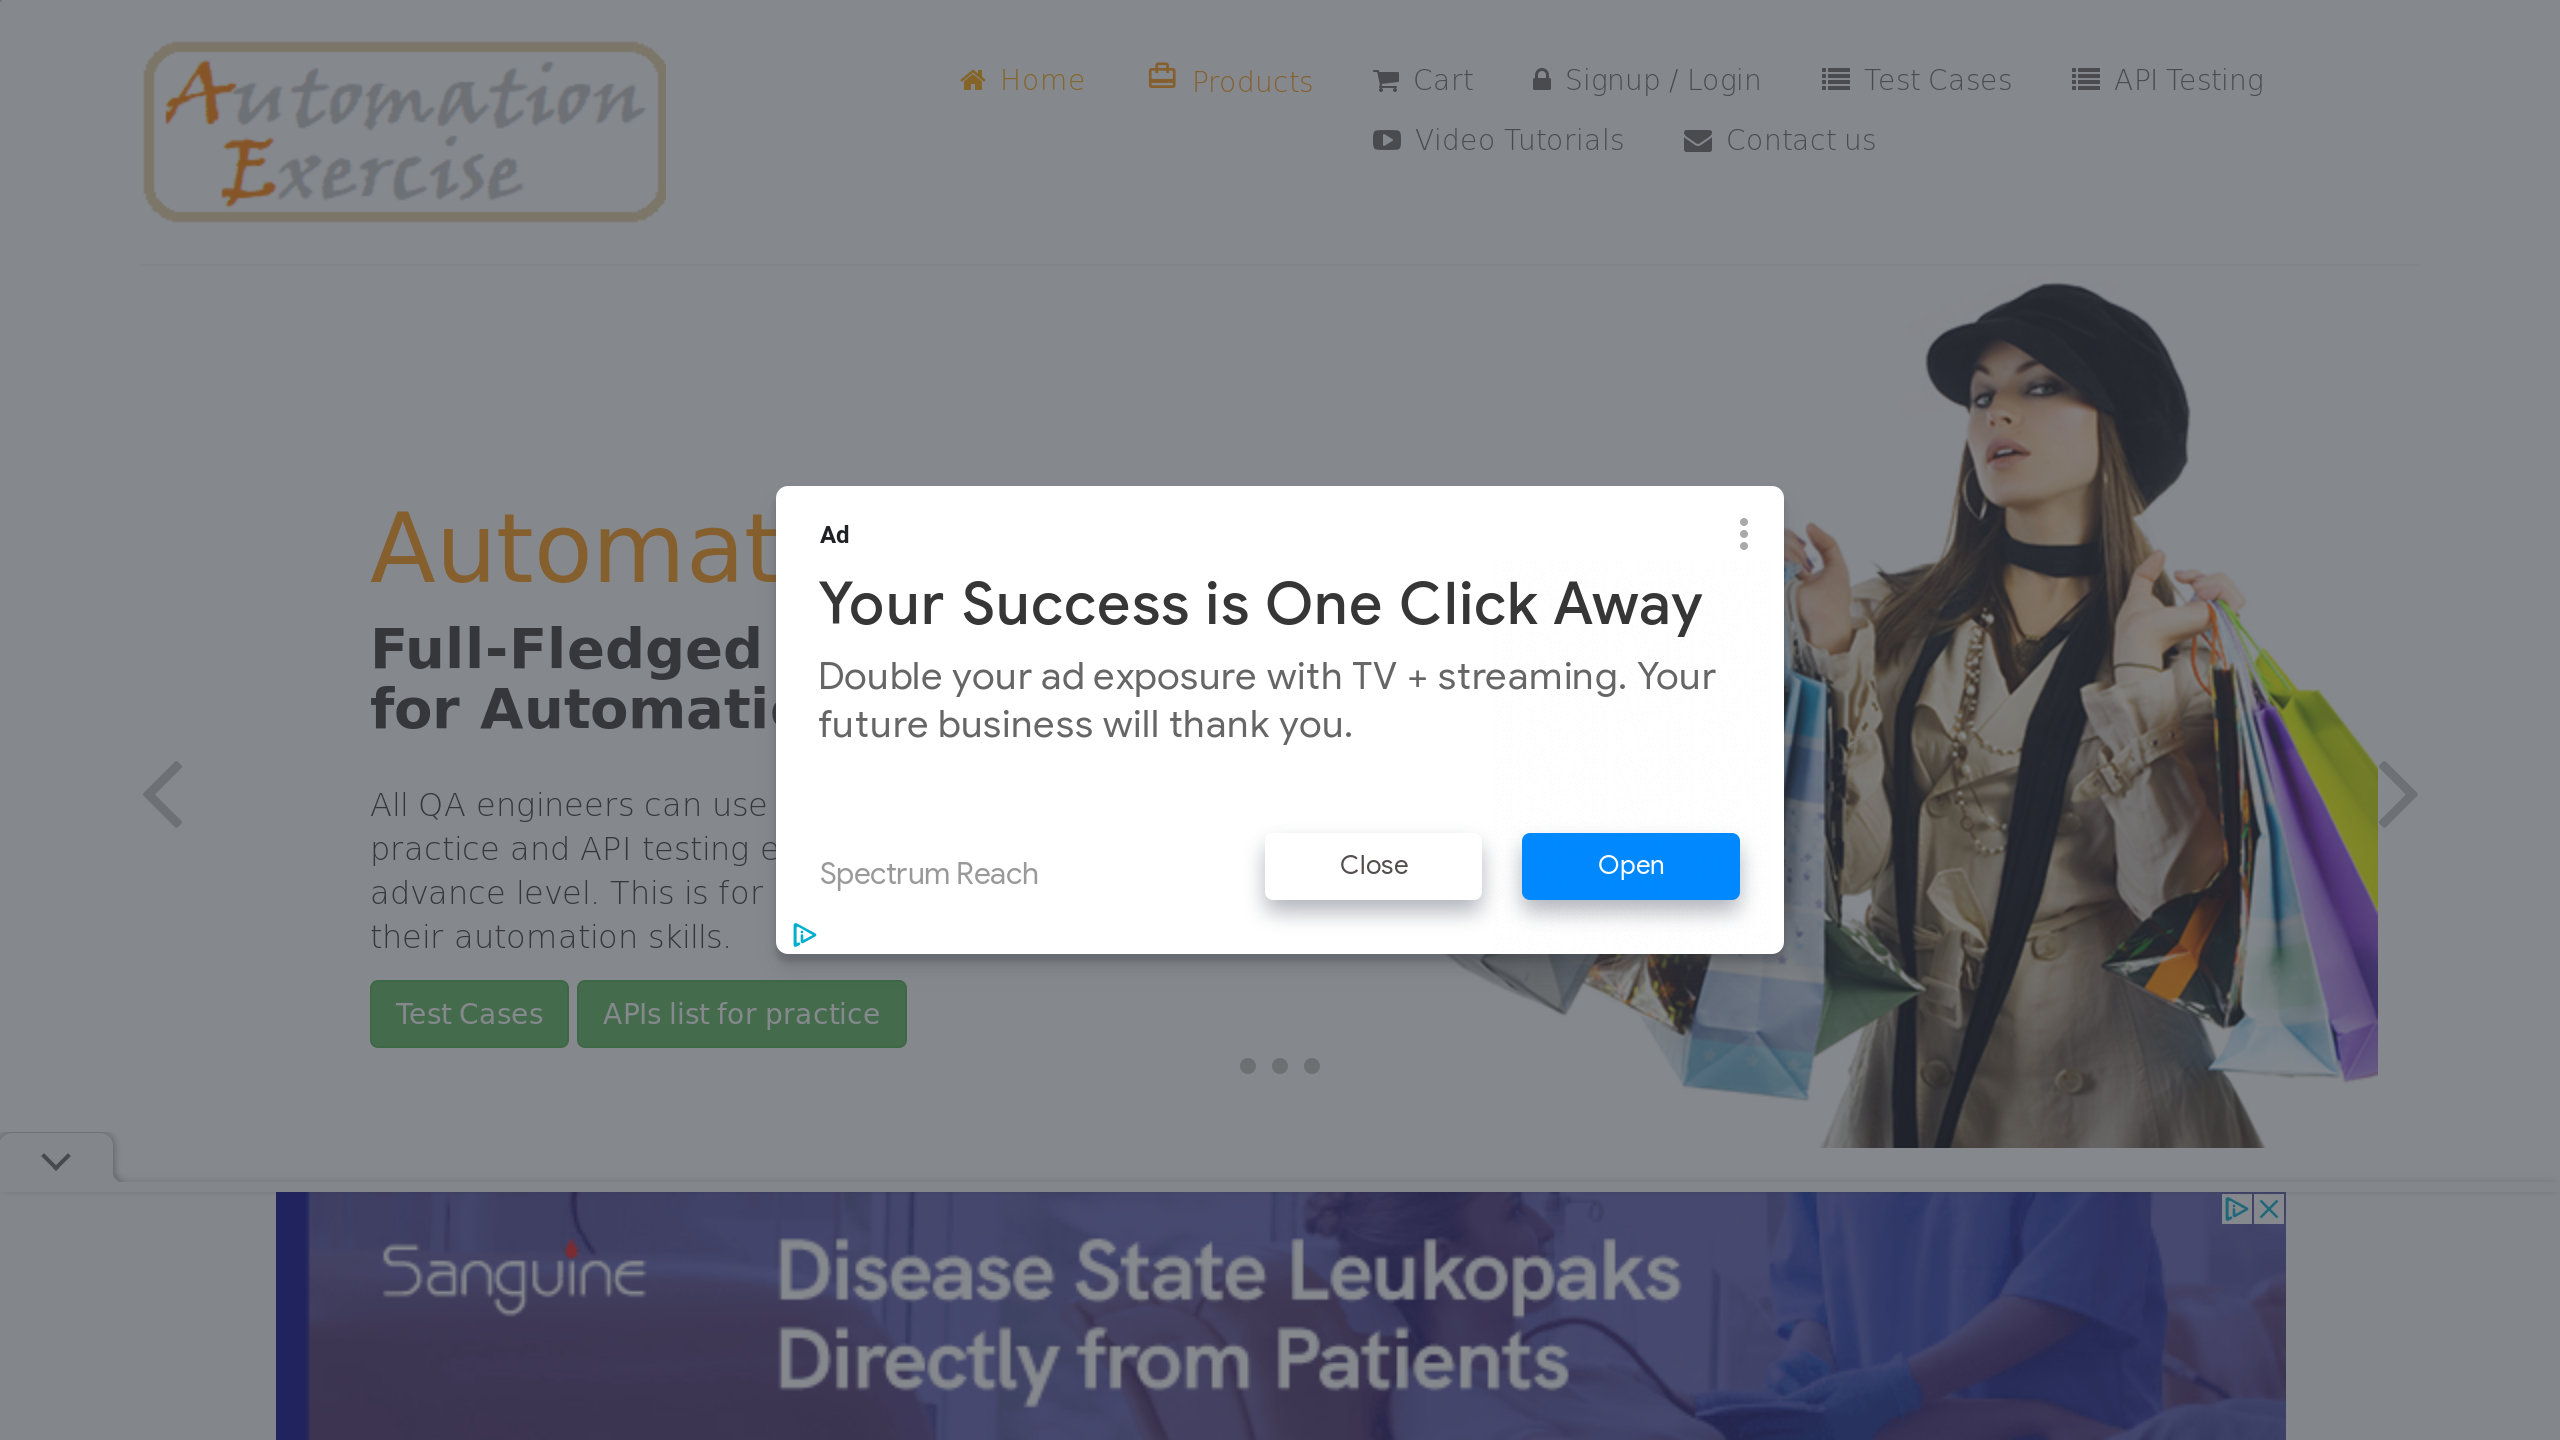 Automation
Exercise
Home
Products
Cart
Signup / Login
Test Cases
API Testing
Video Tutorials
Contact us
Automat
Full-Fledged
for Automati
All QA engineers can use
practice and API testing e
advance level. This is for
their automation skills.
Test Cases
APIs list for practice
Ad
Your Success is One Click Away
Double your ad exposure with TV + streaming. Your
future business will thank you.
Spectrum Reach
Close
Open
Sanguine
Disease State Leukopaks
Directly from Patients